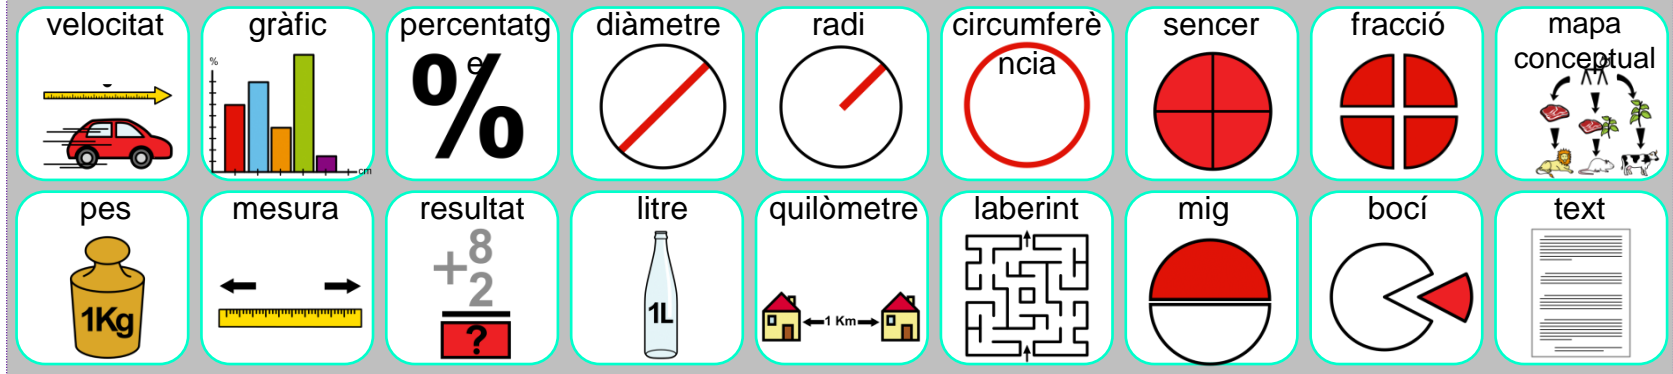 velocitat
gràfic
%
cm
percentatg
e
%
diàmetre
radi
circumferè
ncia
sencer
fracció
mapa
conceptual
pes
1Kg
mesura
resultat
+8
2
?
litre
1L
quilòmetre
1 Km
laberint
mig
bocí
text